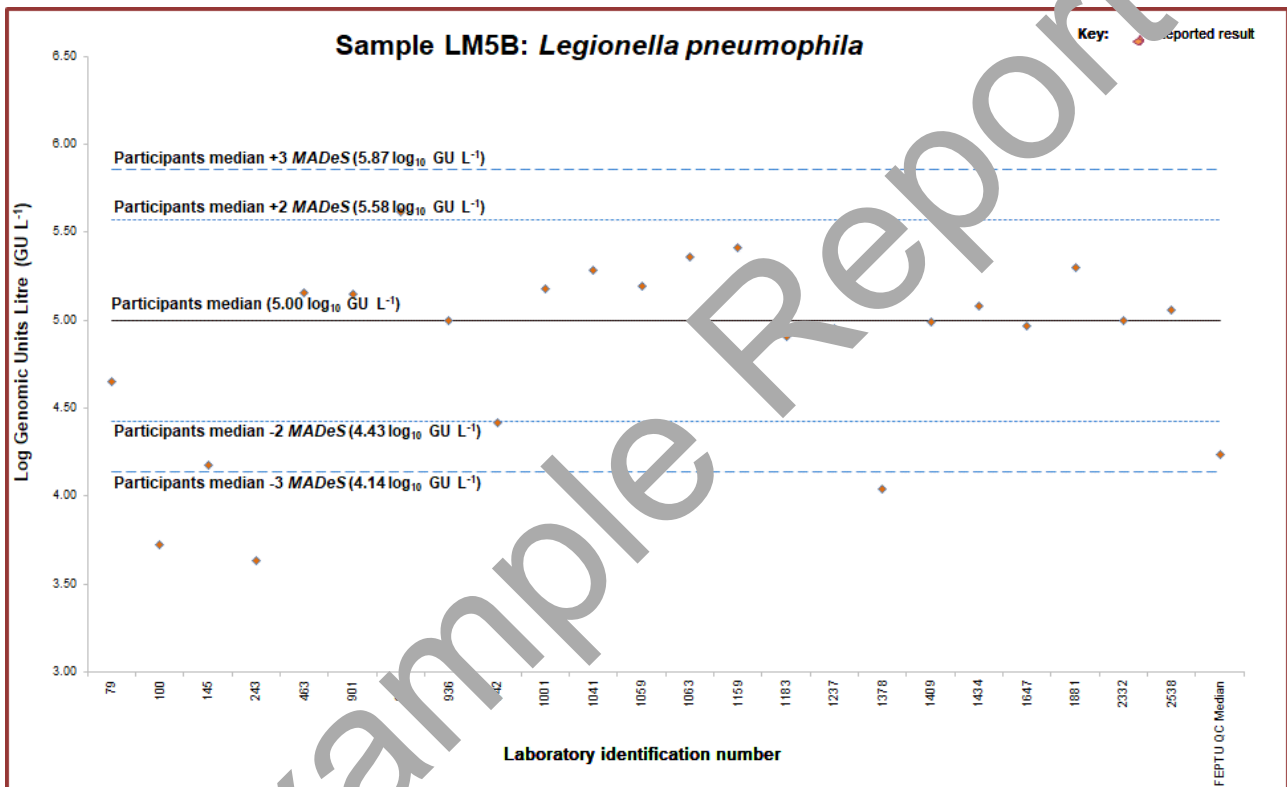 Sample LM5B: Legionella pneumophila
Key:
reported result
6.50
6.00
5.50
5.00
4.50
4.00
3.50
3.00
Log Genomic Units Litre (GU L⁻¹)
Participants median +3 MADeS (5.87 log₁₀ GU L⁻¹)
Participants median +2 MADeS (5.58 log₁₀ GU L⁻¹)
Participants median (5.00 log₁₀ GU L⁻¹)
Participants median -2 MADeS (4.43 log₁₀ GU L⁻¹)
Participants median -3 MADeS (4.14 log₁₀ GU L⁻¹)
79
100
145
243
463
901
936
1001
1041
1059
1063
1159
1183
1237
1378
1409
1434
1647
1881
2332
2538
FEPTU QC Median
Laboratory identification number
Example Report